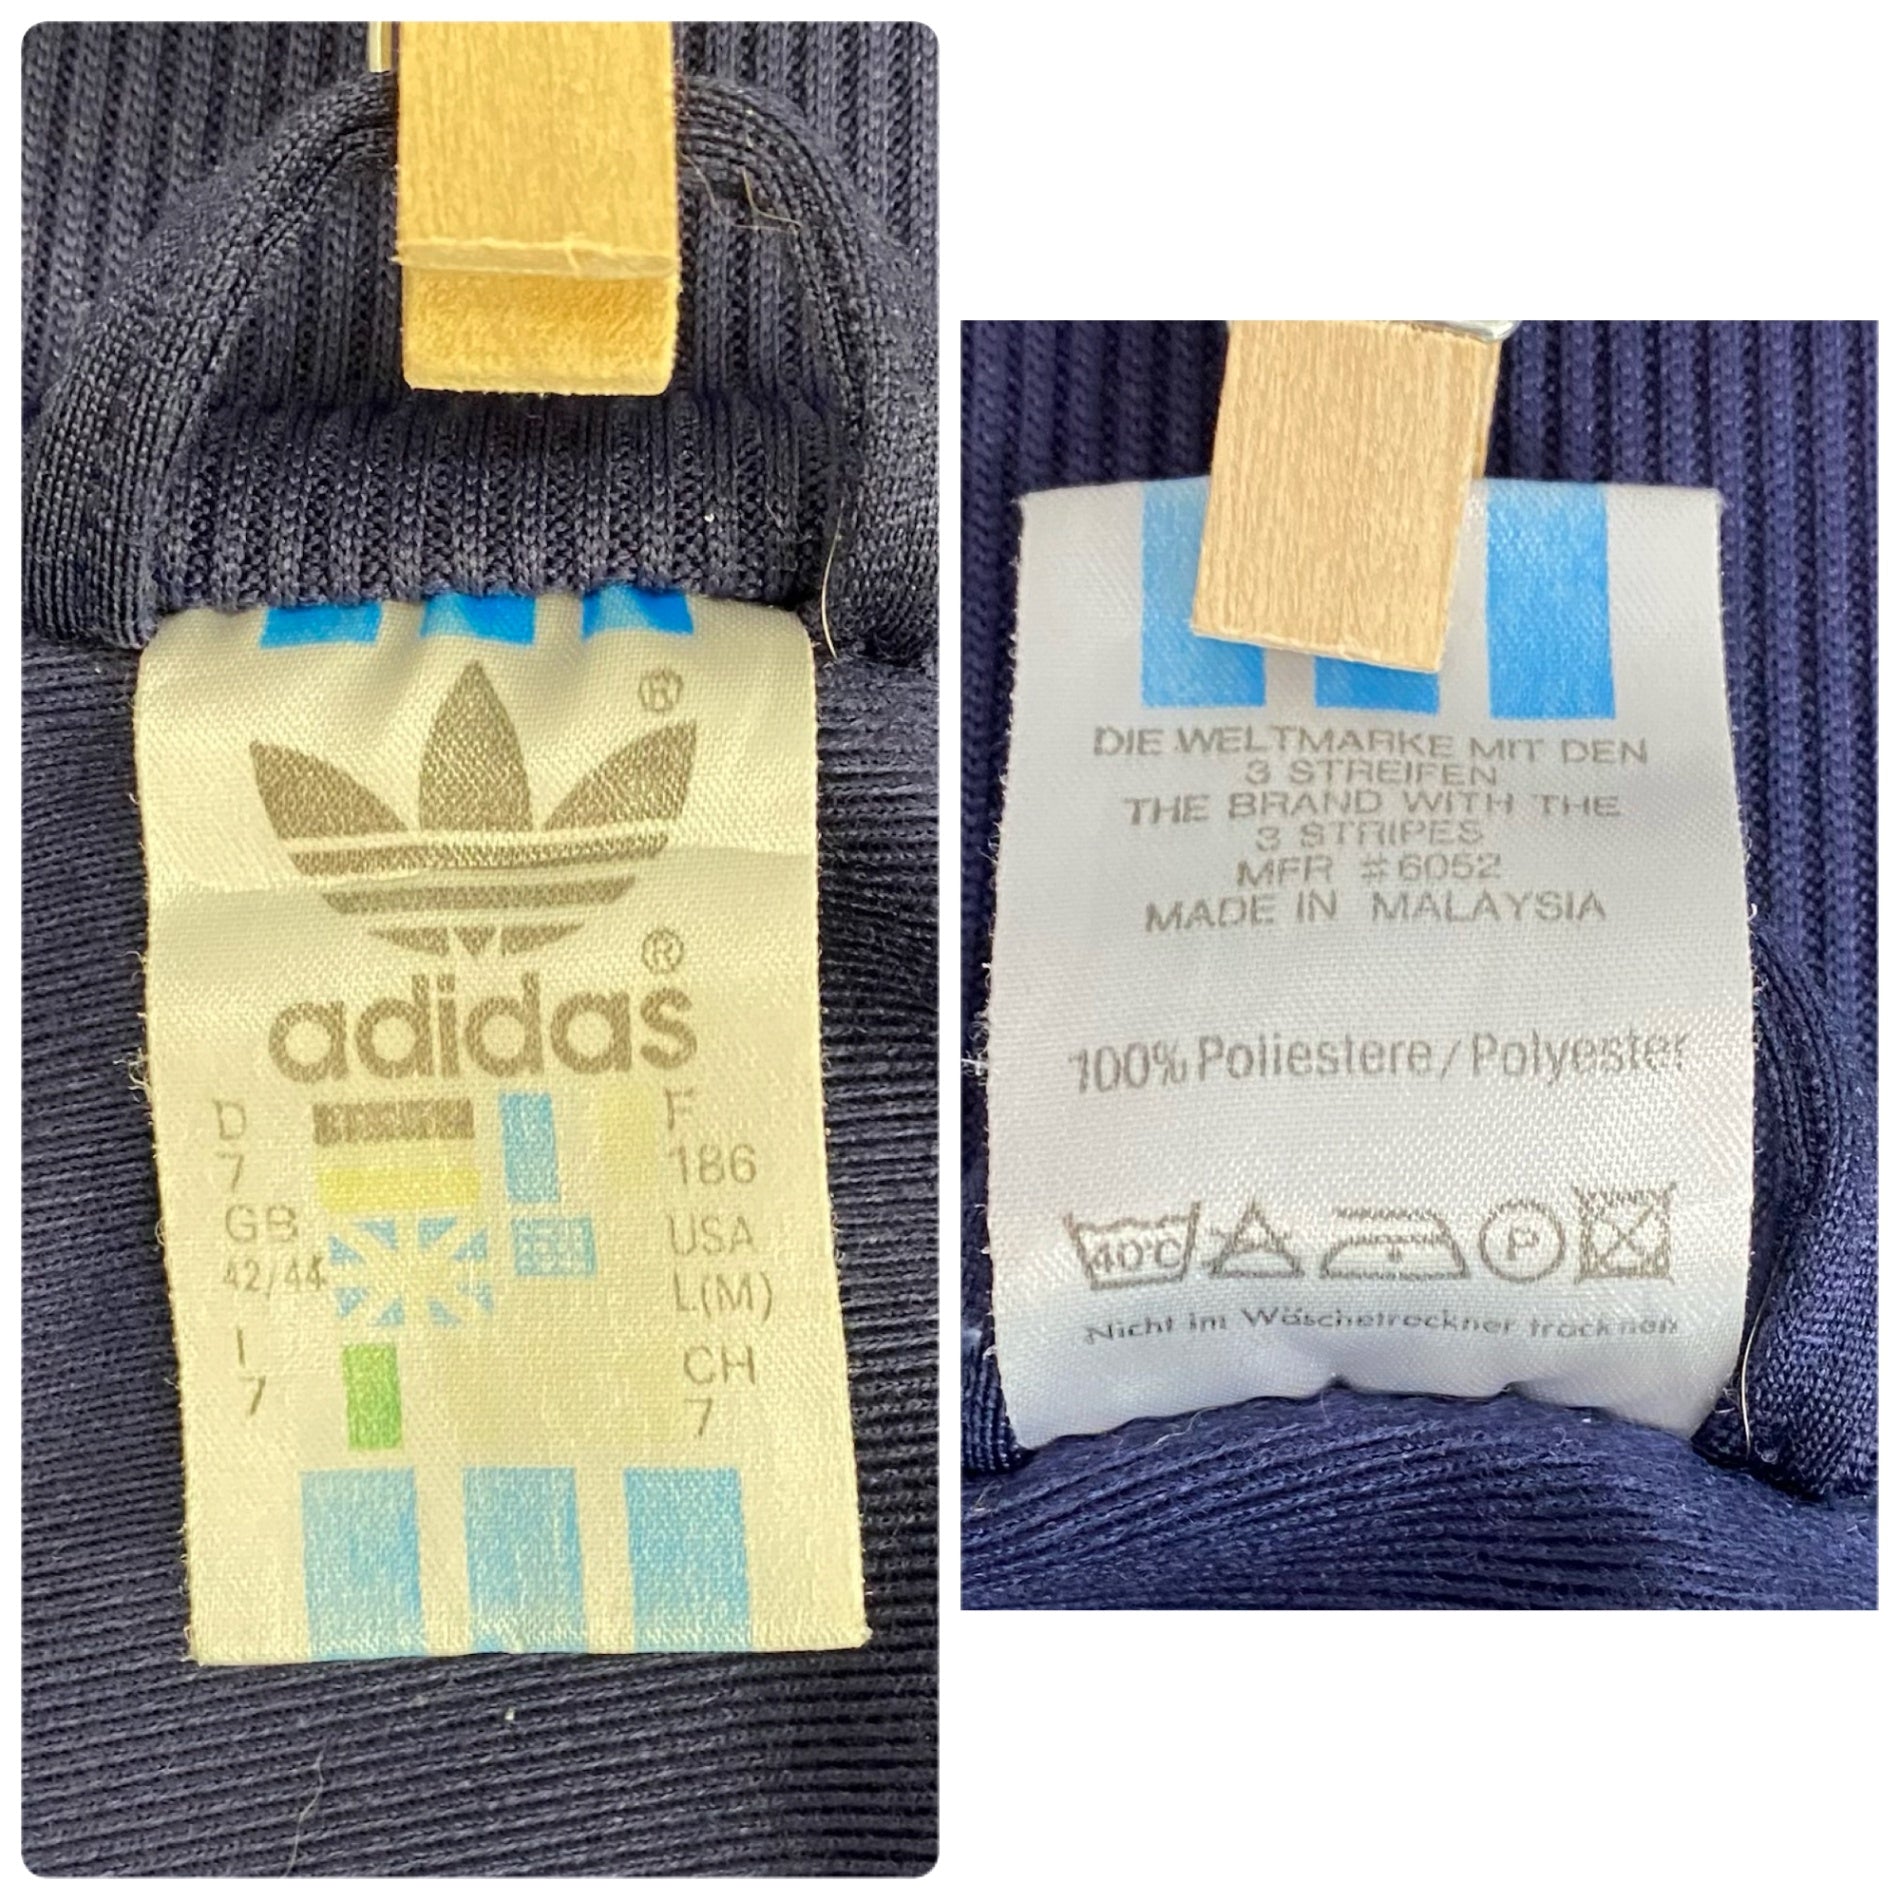 ®
®
adidas
D
7
GB
42/44
I
7
F
186
USA
L(M)
CH
7
DIE WELTMARKE MIT DEN
3 STREIFEN
THE BRAND WITH THE
3 STRIPES
MFR #6052
MADE IN MALAYSIA
100% Poliestere/Polyester
40°C P
Nicht im Wäschetrockner trocknen